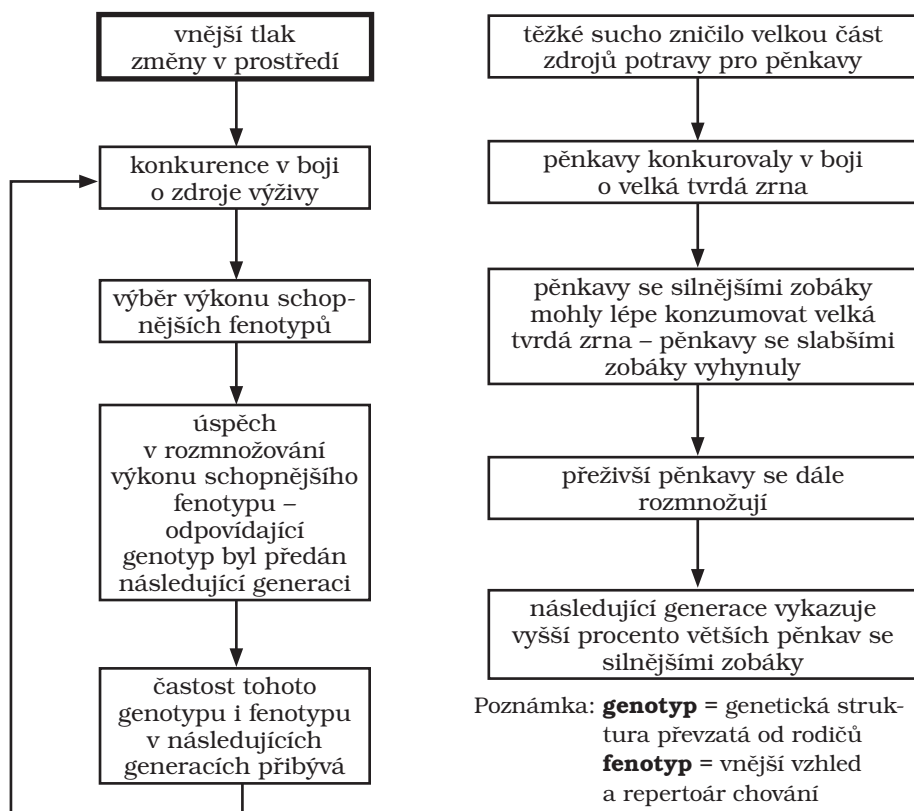 vnější tlak
změny v prostředí
konkurence v boji
o zdroje výživy
výběr výkonu schop-
nějších fenotypů
úspěch
v rozmnožování
výkonu schopnějšího
fenotypu –
odpovídající
genotyp byl předán
následující generaci
častost tohoto
genotypu i fenotypu
v následujících
generacích přibývá
těžké sucho zničilo velkou část
zdrojů potravy pro pěnkavy
pěnkavy konkurovaly v boji
o velká tvrdá zrna
pěnkavy se silnějšími zobáky
mohly lépe konzumovat velká
tvrdá zrna – pěnkavy se slabšími
zobáky vyhynuly
přeživší pěnkavy se dále
rozmnožují
následující generace vykazuje
vyšší procento větších pěnkav se
silnějšími zobáky
Poznámka: genotyp = genetická struk-
tura převzatá od rodičů
fenotyp = vnější vzhled
a repertoár chování